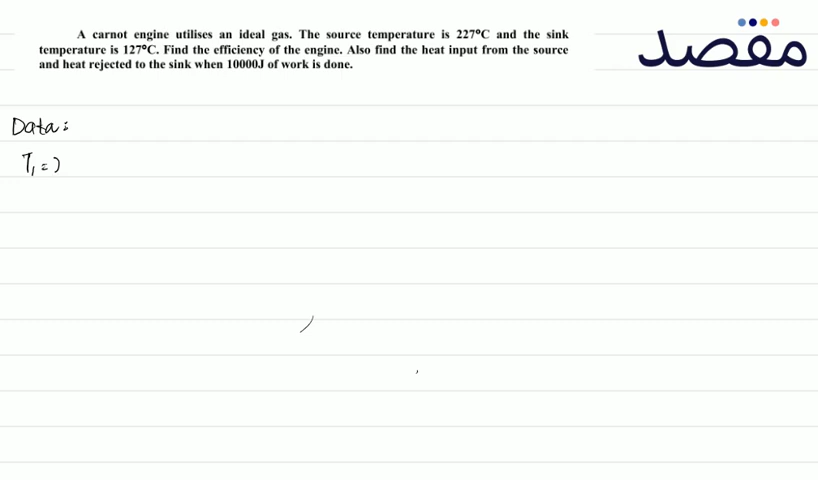 A carnot engine utilises an ideal gas. The source temperature is 227°C and the sink
temperature is 127°C. Find the efficiency of the engine. Also find the heat input from the source
and heat rejected to the sink when 10000J of work is done.
مقصد
Data:
T₁ =